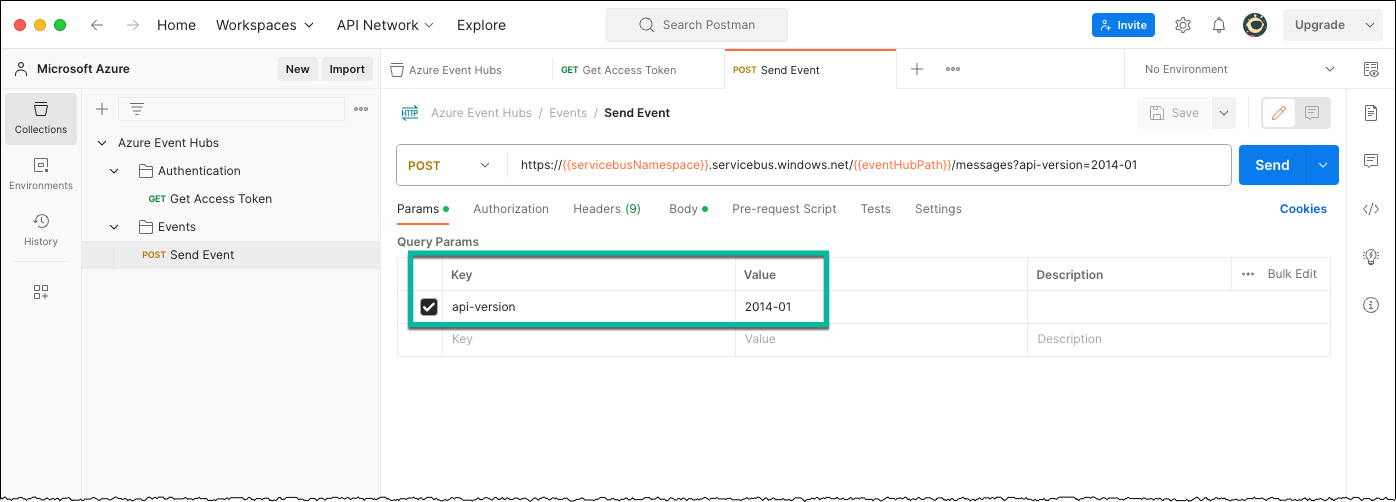 Home Workspaces API Network Explore Search Postman Invite Upgrade
Microsoft Azure New Import Azure Event Hubs GET Get Access Token POST Send Event No Environment
Collections
Environments
History
Azure Event Hubs
Authentication
GET Get Access Token
Events
POST Send Event
HTTP Azure Event Hubs / Events / Send Event Save
POST https://{{servicebusNamespace}}.servicebus.windows.net/{{eventHubPath}}/messages?api-version=2014-01 Send
Params Authorization Headers (9) Body Pre-request Script Tests Settings Cookies
Query Params
Key Value Description Bulk Edit
api-version 2014-01
Key Value Description